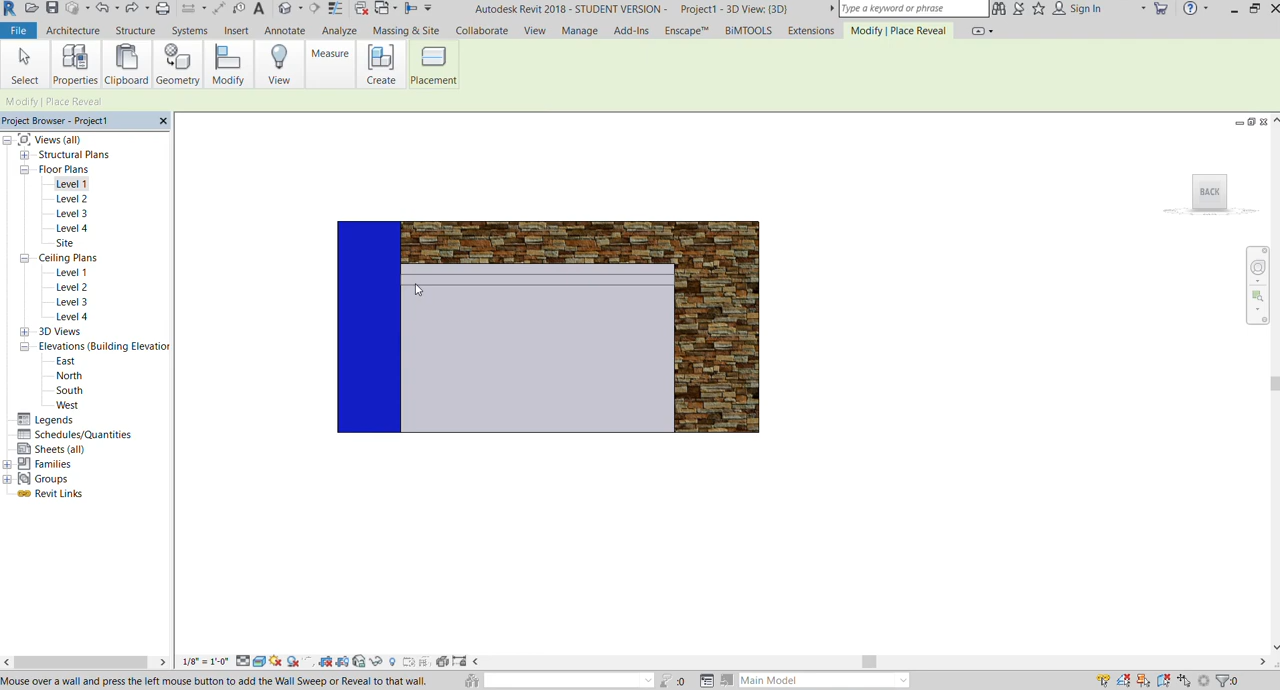 Autodesk Revit 2018 - STUDENT VERSION - Project1 - 3D View: {3D}
Type a keyword or phrase
Sign In
File Architecture Structure Systems Insert Annotate Analyze Massing & Site Collaborate View Manage Add-Ins Enscape™ BiMTOOLS Extensions Modify | Place Reveal
Select Properties Clipboard Geometry Modify View Measure Create Placement
Modify | Place Reveal
Project Browser - Project1
Views (all)
Structural Plans
Floor Plans
Level 1
Level 2
Level 3
Level 4
Site
Ceiling Plans
Level 1
Level 2
Level 3
Level 4
3D Views
Elevations (Building Elevation
East
North
South
West
Legends
Schedules/Quantities
Sheets (all)
Families
Groups
Revit Links
BACK
1/8" = 1'-0"
Mouse over a wall and press the left mouse button to add the Wall Sweep or Reveal to that wall.
:0
Main Model
:0